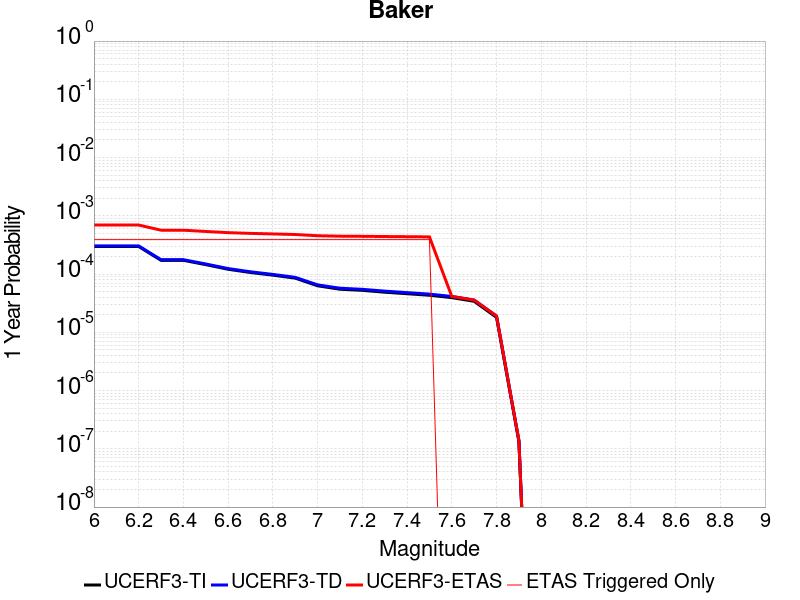 Baker
10^0
10^-1
10^-2
10^-3
10^-4
10^-5
10^-6
10^-7
10^-8
1 Year Probability
6 6.2 6.4 6.6 6.8 7 7.2 7.4 7.6 7.8 8 8.2 8.4 8.6 8.8 9
Magnitude
UCERF3-TI UCERF3-TD UCERF3-ETAS ETAS Triggered Only